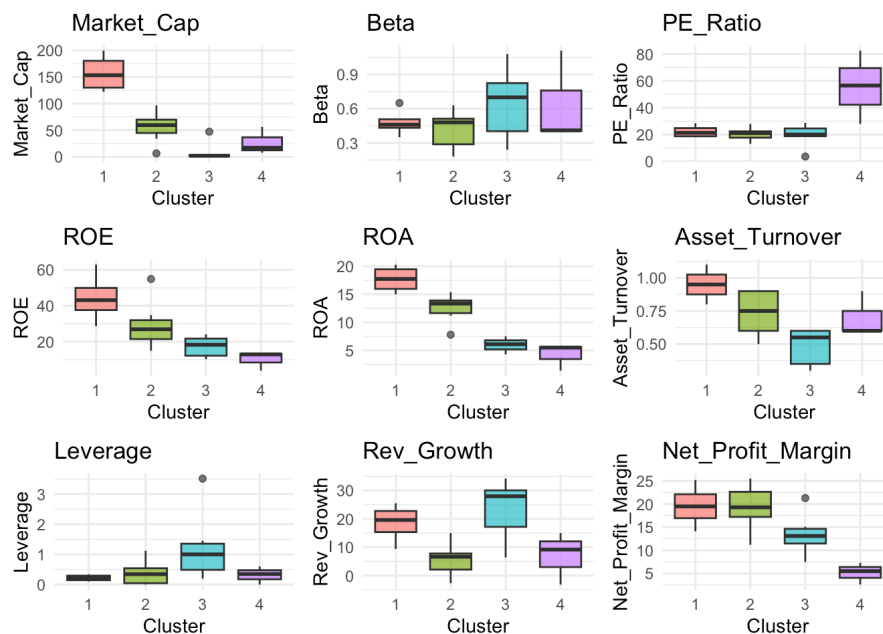 Market_Cap
Market_Cap
200
150
100
50
0
1 2 3 4
Cluster
Beta
Beta
0.9
0.6
0.3
1 2 3 4
Cluster
PE_Ratio
PE_Ratio
80
60
40
20
0
1 2 3 4
Cluster
ROE
ROE
60
40
20
1 2 3 4
Cluster
ROA
ROA
20
15
10
5
1 2 3 4
Cluster
Asset_Turnover
Asset_Turnover
1.00
0.75
0.50
1 2 3 4
Cluster
Leverage
Leverage
3
2
1
0
1 2 3 4
Cluster
Rev_Growth
Rev_Growth
30
20
10
0
1 2 3 4
Cluster
Net_Profit_Margin
Net_Profit_Margin
25
20
15
10
5
1 2 3 4
Cluster